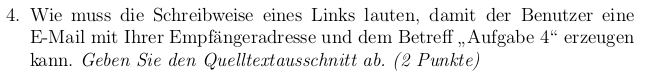 4. Wie muss die Schreibweise eines Links lauten, damit der Benutzer eine
E-Mail mit Ihrer Empfängeradresse und dem Betreff „Aufgabe 4“ erzeugen
kann. Geben Sie den Quelltextausschnitt ab. (2 Punkte)